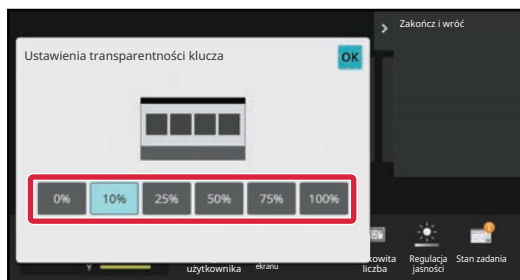 Zakończ i wróć
Ustawienia transparentności klucza
OK
0% 10% 25% 50% 75% 100%
Y
użytkownika
ekranu
liczba
Regulacja
jasności
Stan zadania